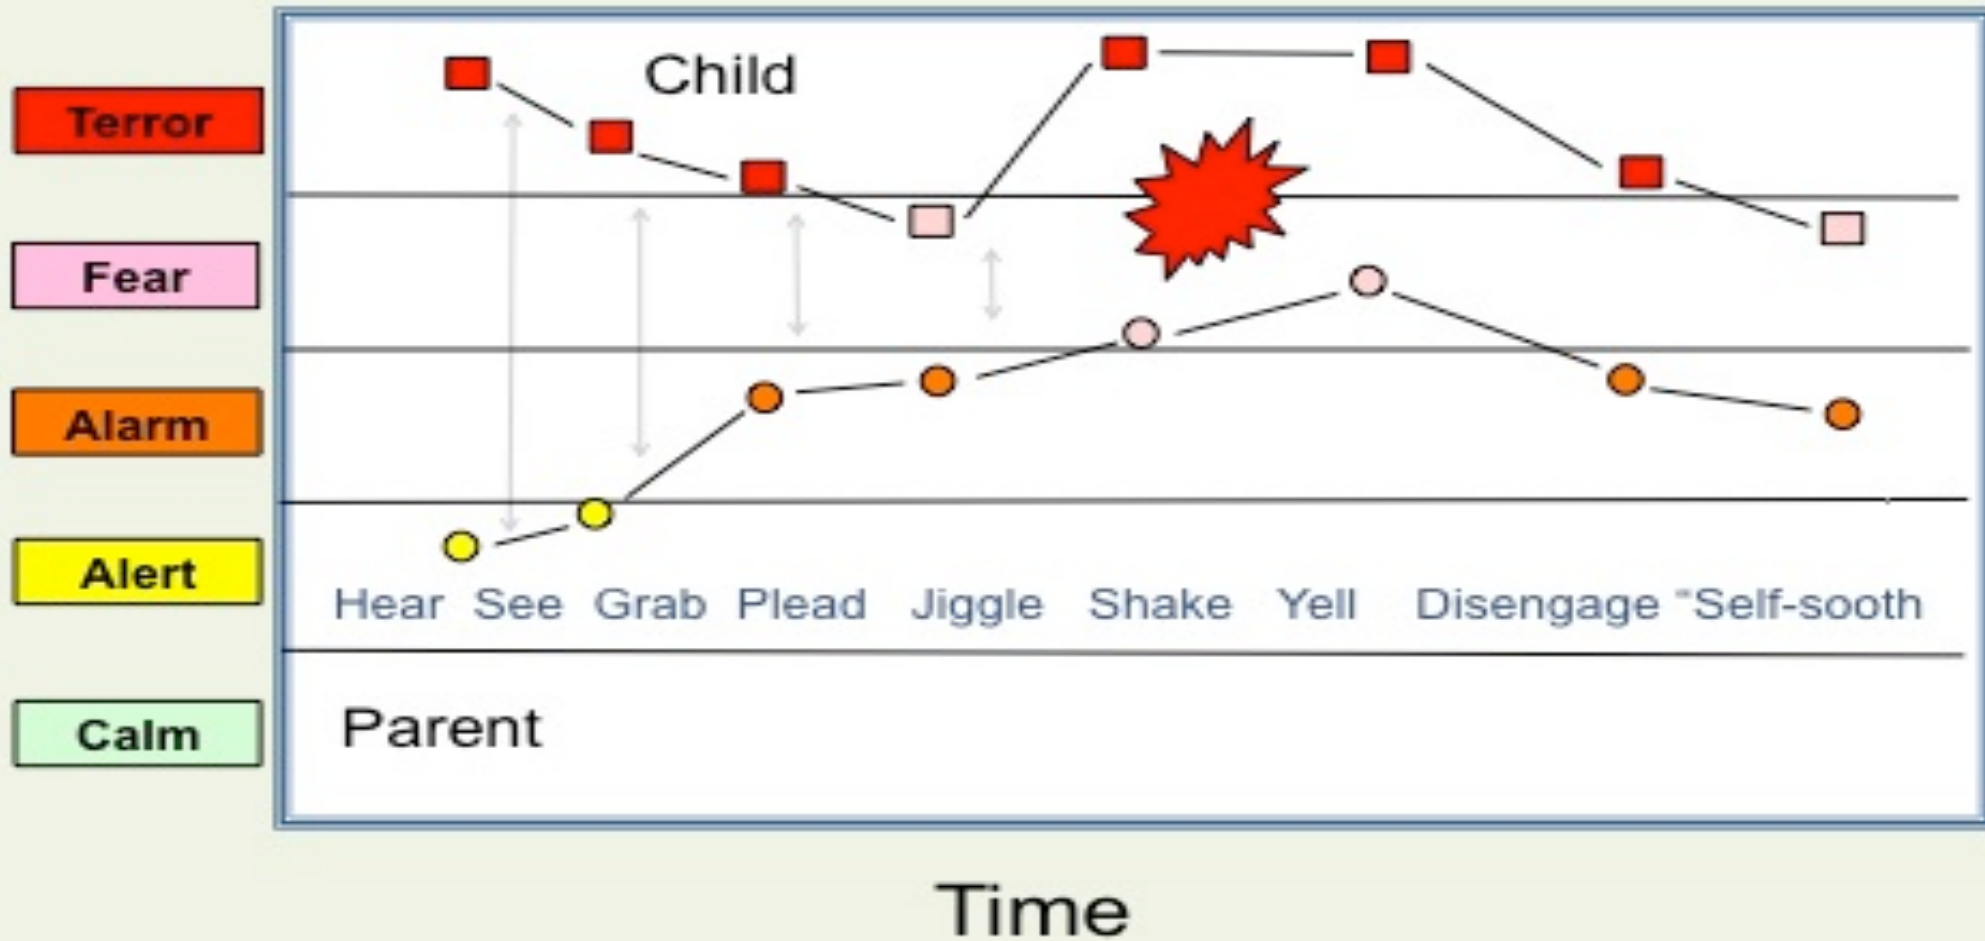 Child
Terror
Fear
Alarm
Alert
Hear See Grab Plead Jiggle Shake Yell Disengage “Self-sooth
Calm
Parent
Time